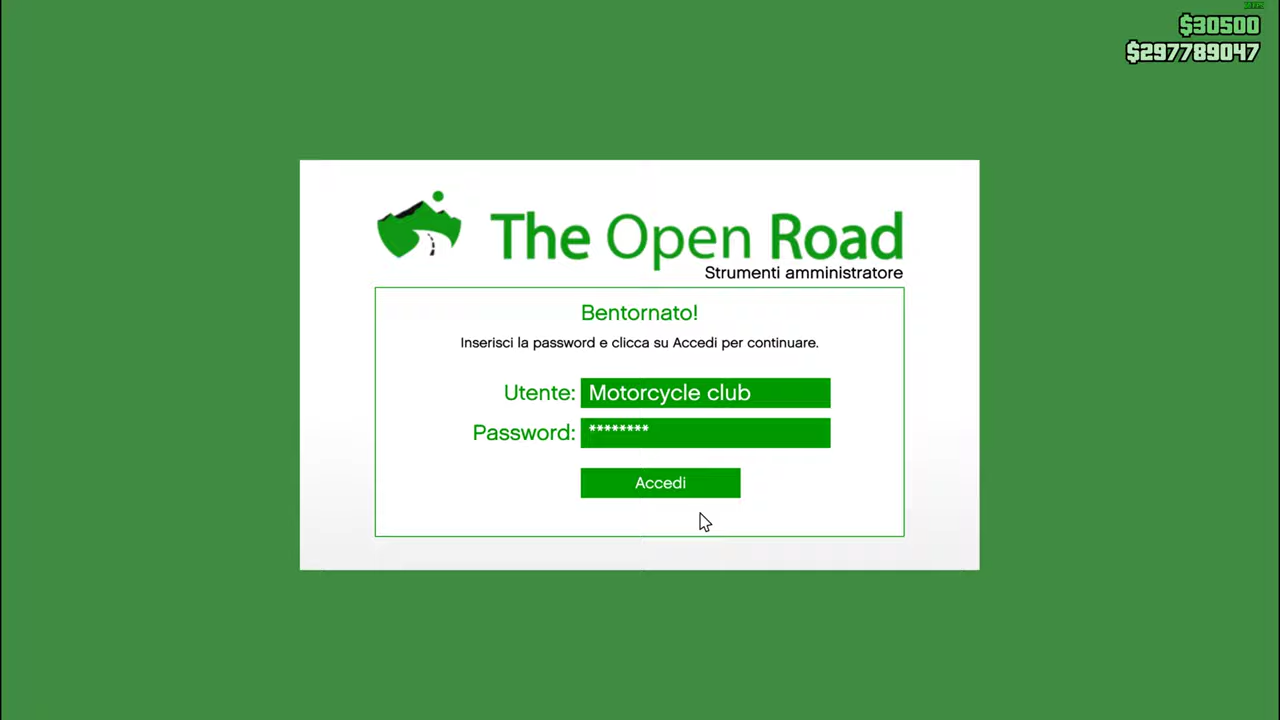 $30500
$297789047
The Open Road
Strumenti amministratore
Bentornato!
Inserisci la password e clicca su Accedi per continuare.
Utente: Motorcycle club
Password: ********
Accedi